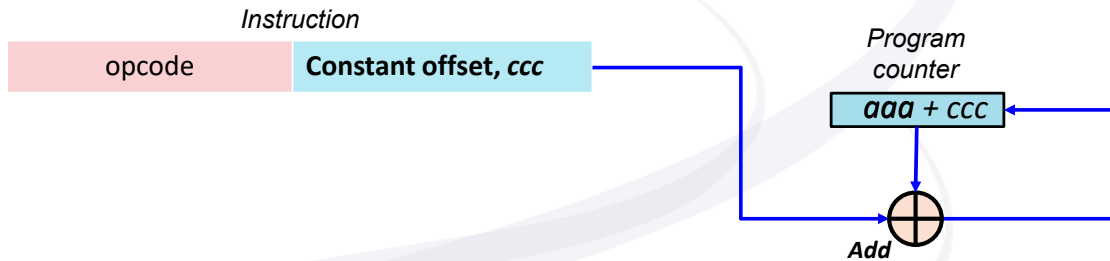 Instruction
opcode
Constant offset, ccc
Program
counter
aaa + ccc
Add